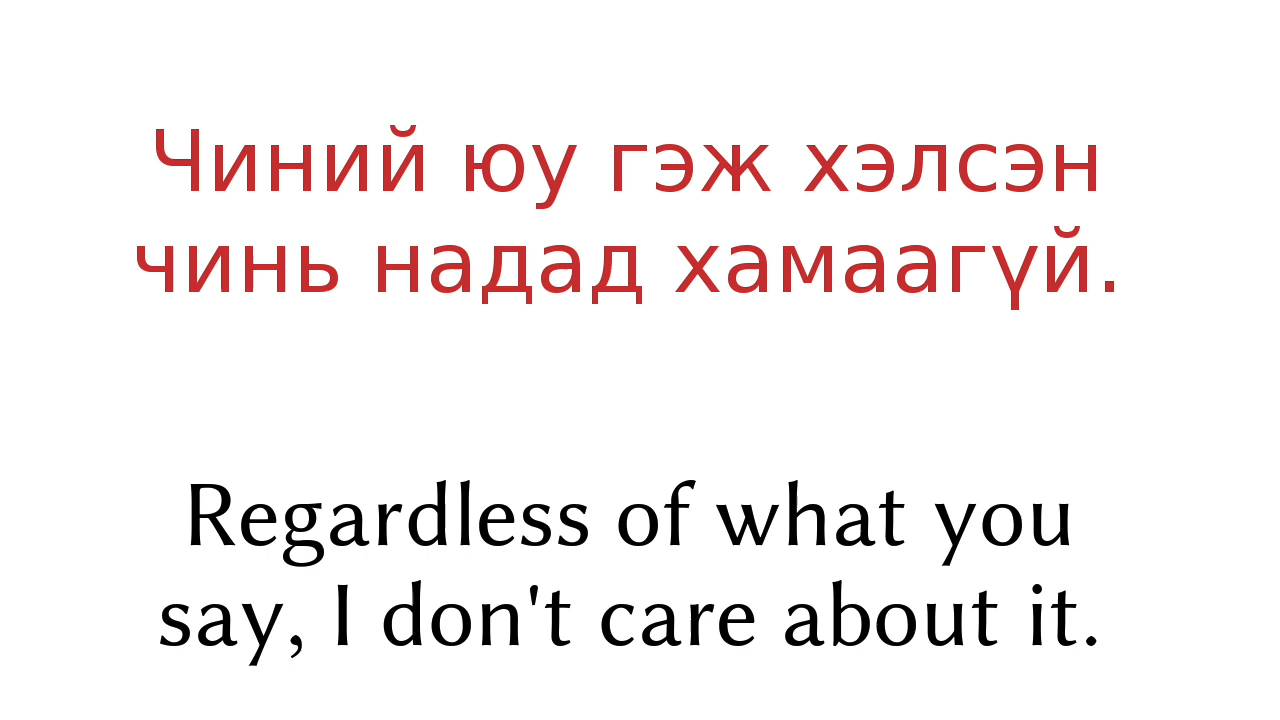 Чиний юу гэж хэлсэн
чинь надад хамаагүй.
Regardless of what you
say, I don't care about it.